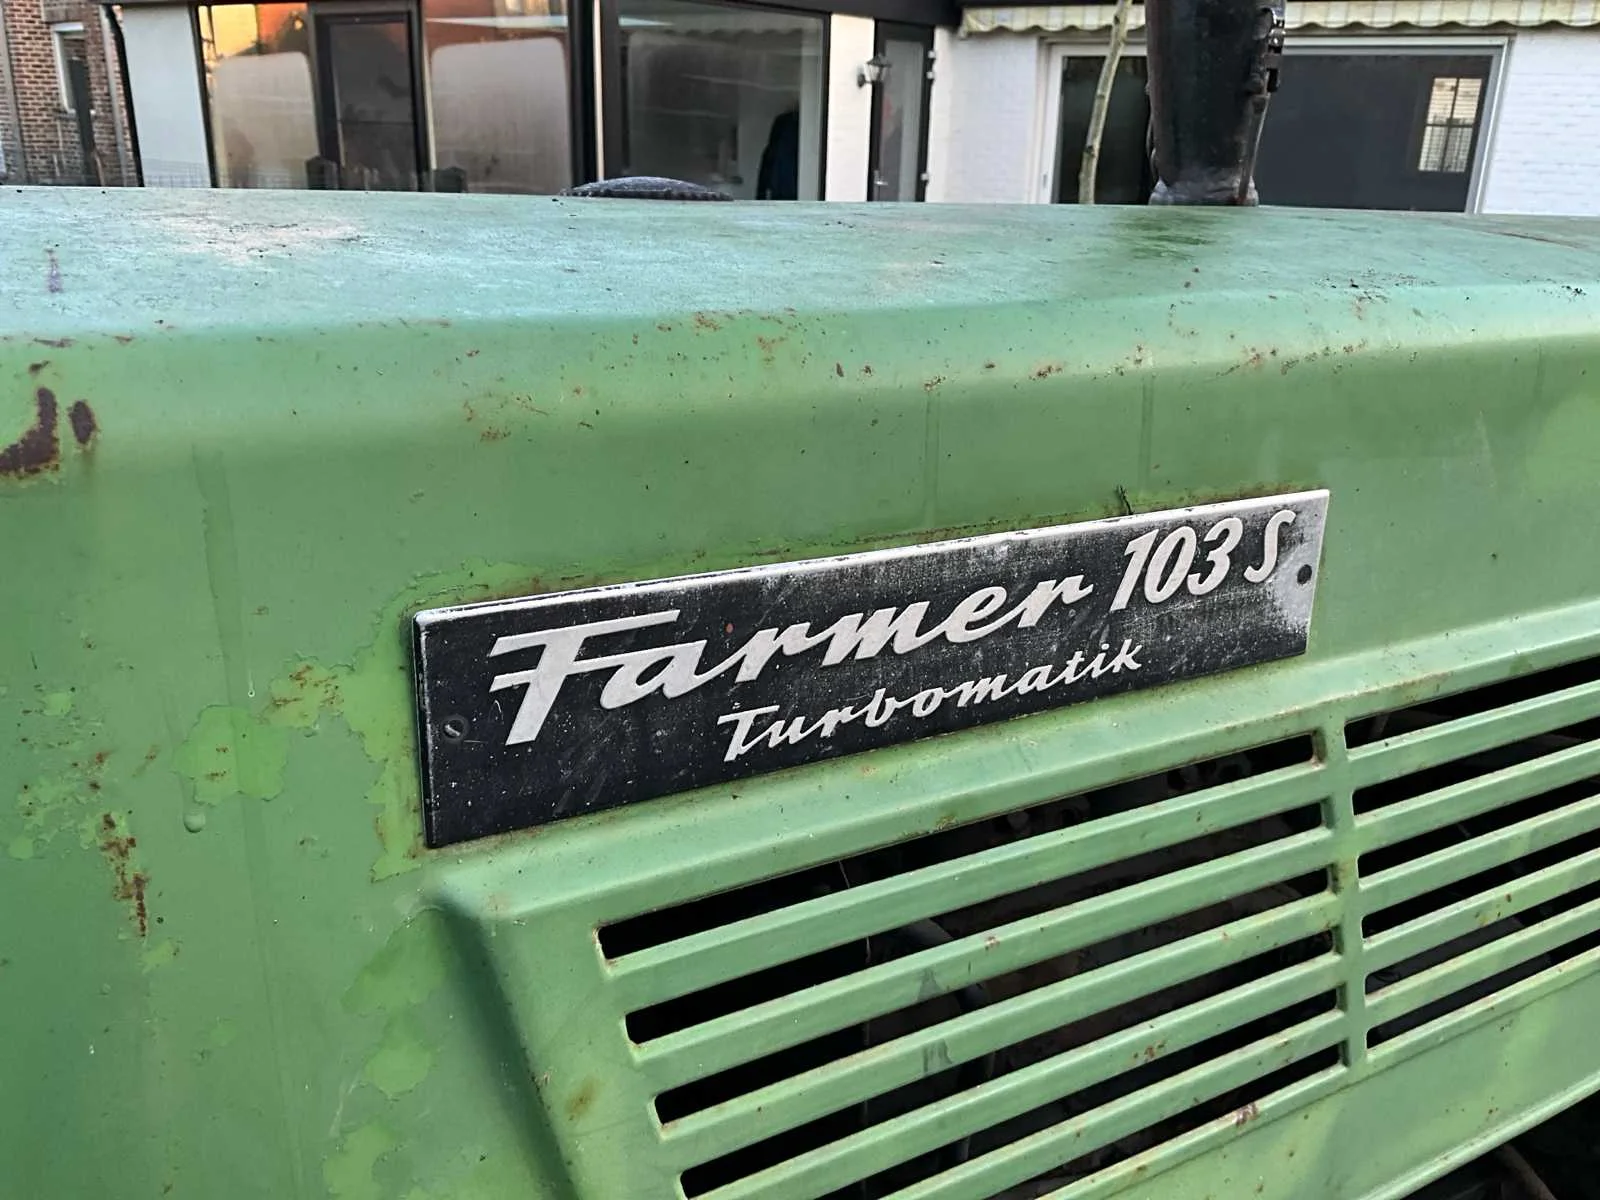 Farmer 103 S
Turbomatik